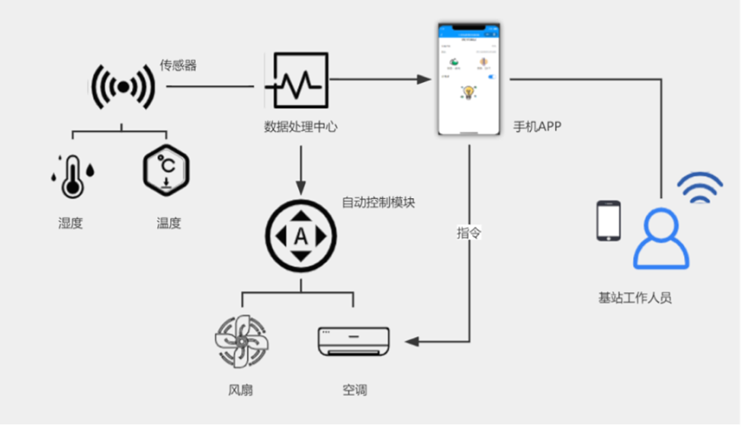 传感器
数据处理中心
手机APP
湿度
温度
℃
自动控制模块
A
指令
基站工作人员
风扇
空调